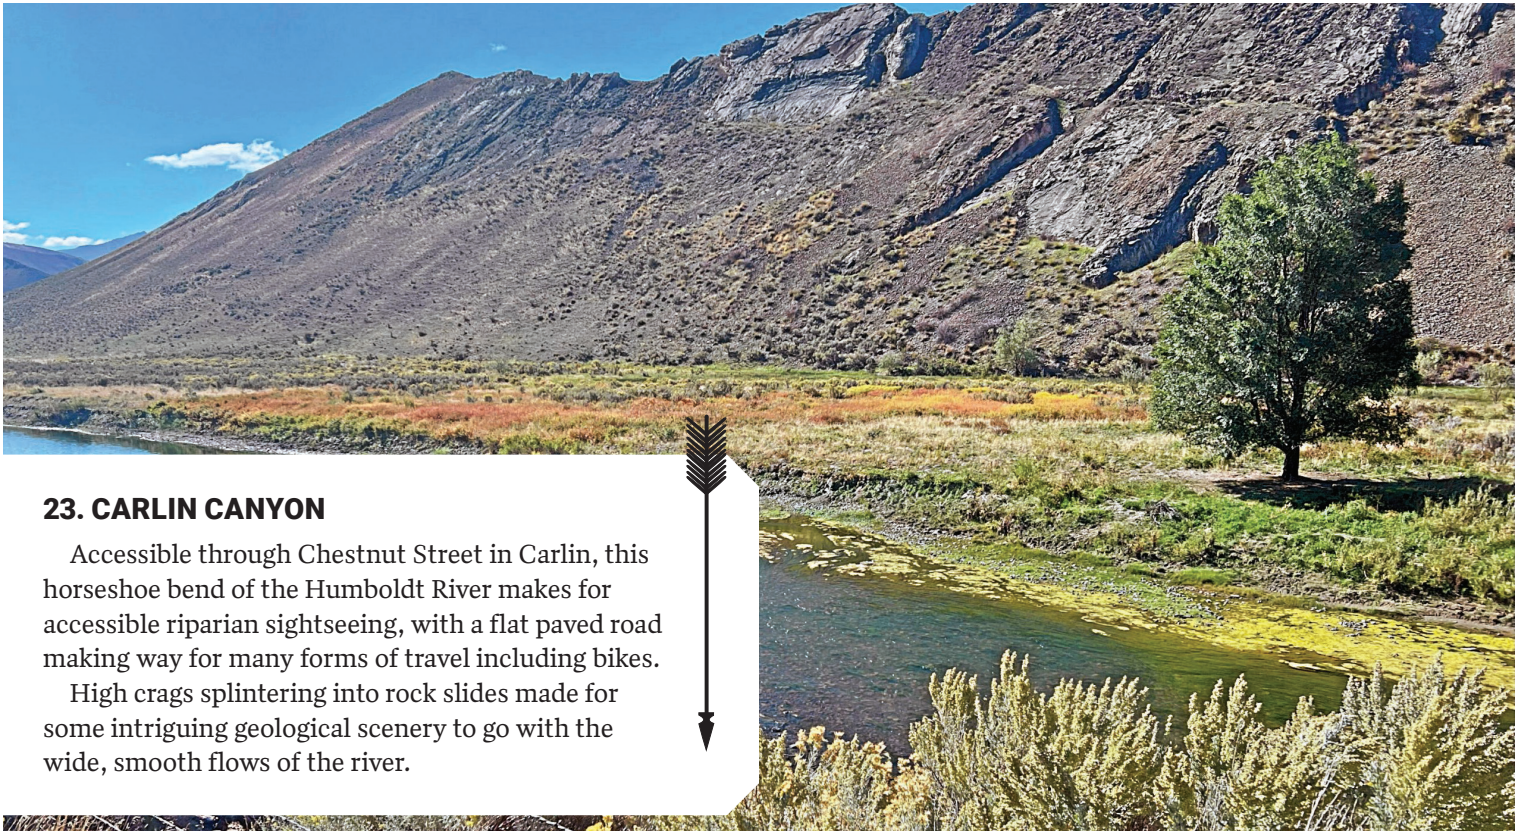 23. CARLIN CANYON
Accessible through Chestnut Street in Carlin, this
horseshoe bend of the Humboldt River makes for
accessible riparian sightseeing, with a flat paved road
making way for many forms of travel including bikes.
High crags splintering into rock slides made for
some intriguing geological scenery to go with the
wide, smooth flows of the river.